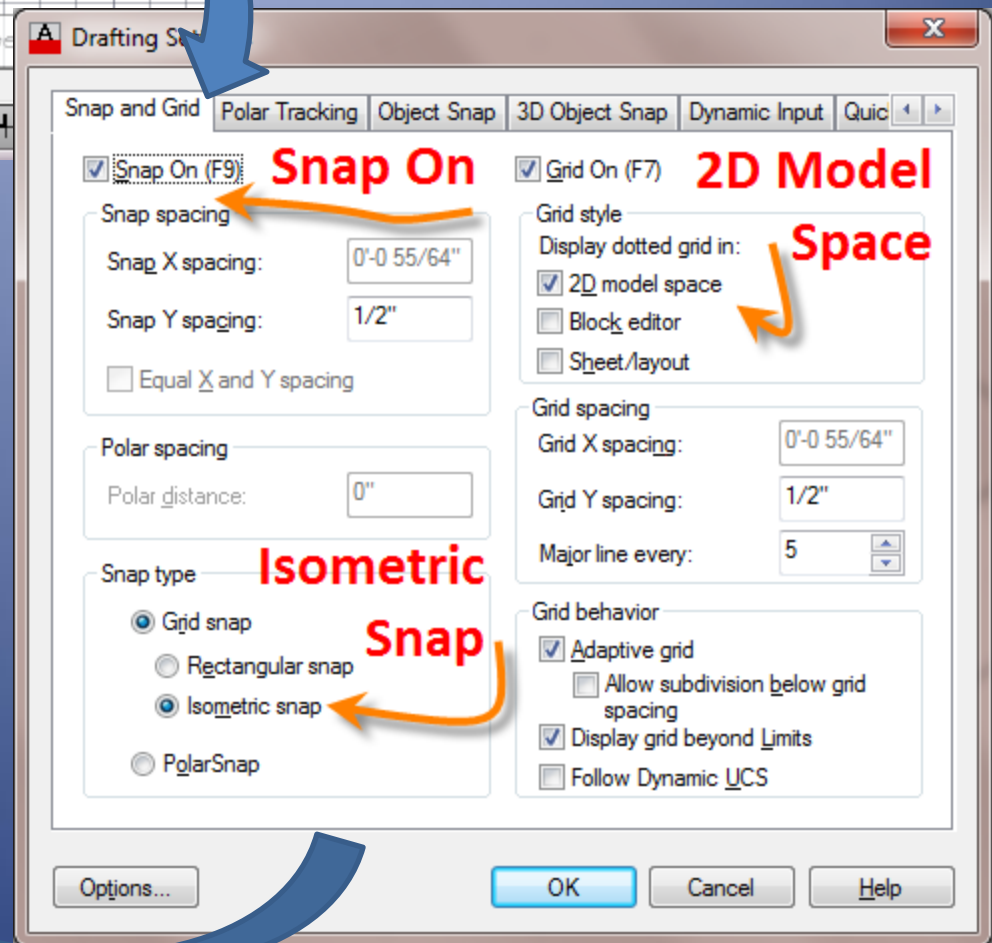 Drafting Se
Snap and Grid Polar Tracking Object Snap 3D Object Snap Dynamic Input Quic
Snap On (F9) Snap On
Snap spacing
Snap X spacing: 0'-0 55/64"
Snap Y spacing: 1/2"
Equal X and Y spacing
Polar spacing
Polar distance: 0"
Snap type
Isometric
Grid snap
Snap
Rectangular snap
Isometric snap
PolarSnap
Grid On (F7) 2D Model
Grid style
Space
Display dotted grid in:
2D model space
Block editor
Sheet/layout
Grid spacing
Grid X spacing: 0'-0 55/64"
Grid Y spacing: 1/2"
Major line every: 5
Grid behavior
Adaptive grid
Allow subdivision below grid
spacing
Display grid beyond Limits
Follow Dynamic UCS
Options... OK Cancel Help